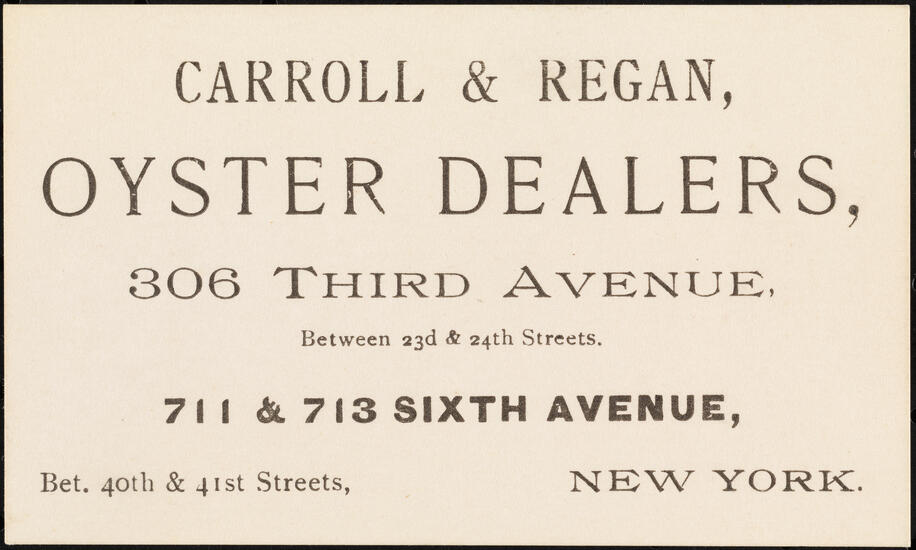 CARROLL & REGAN,
OYSTER DEALERS,
306 THIRD AVENUE,
Between 23d & 24th Streets.
711 & 713 SIXTH AVENUE,
Bet. 40th & 41st Streets, NEW YORK.